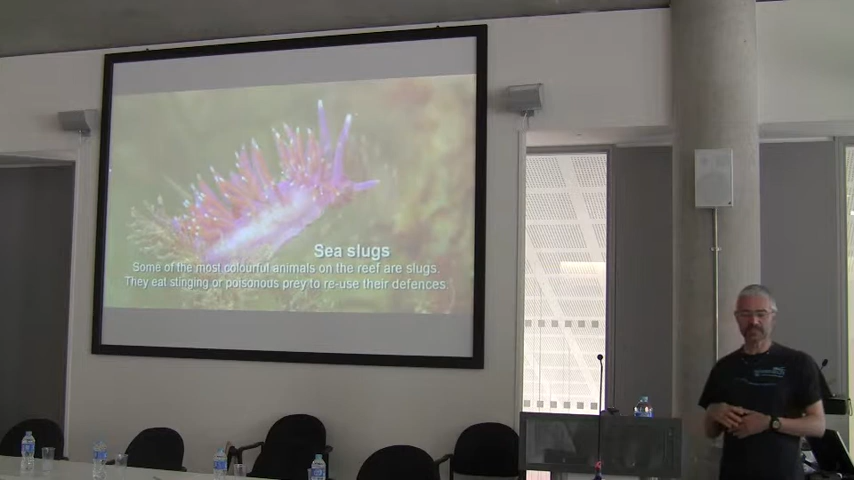 Sea slugs
Some of the most colourful animals on the reef are slugs.
They eat stinging or poisonous prey to re-use their defences.